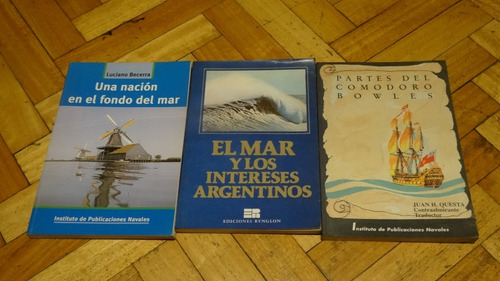 Luciano Becerra
Una nación
en el fondo del mar
Instituto de Publicaciones Navales
EL MAR
Y LOS
INTERESES
ARGENTINOS
EDICIONES RENGLON
PARTES DEL
COMODORO
BOWLES
JUAN H. QUESTA
Contraalmirante
Traductor
Instituto de Publicaciones Navales